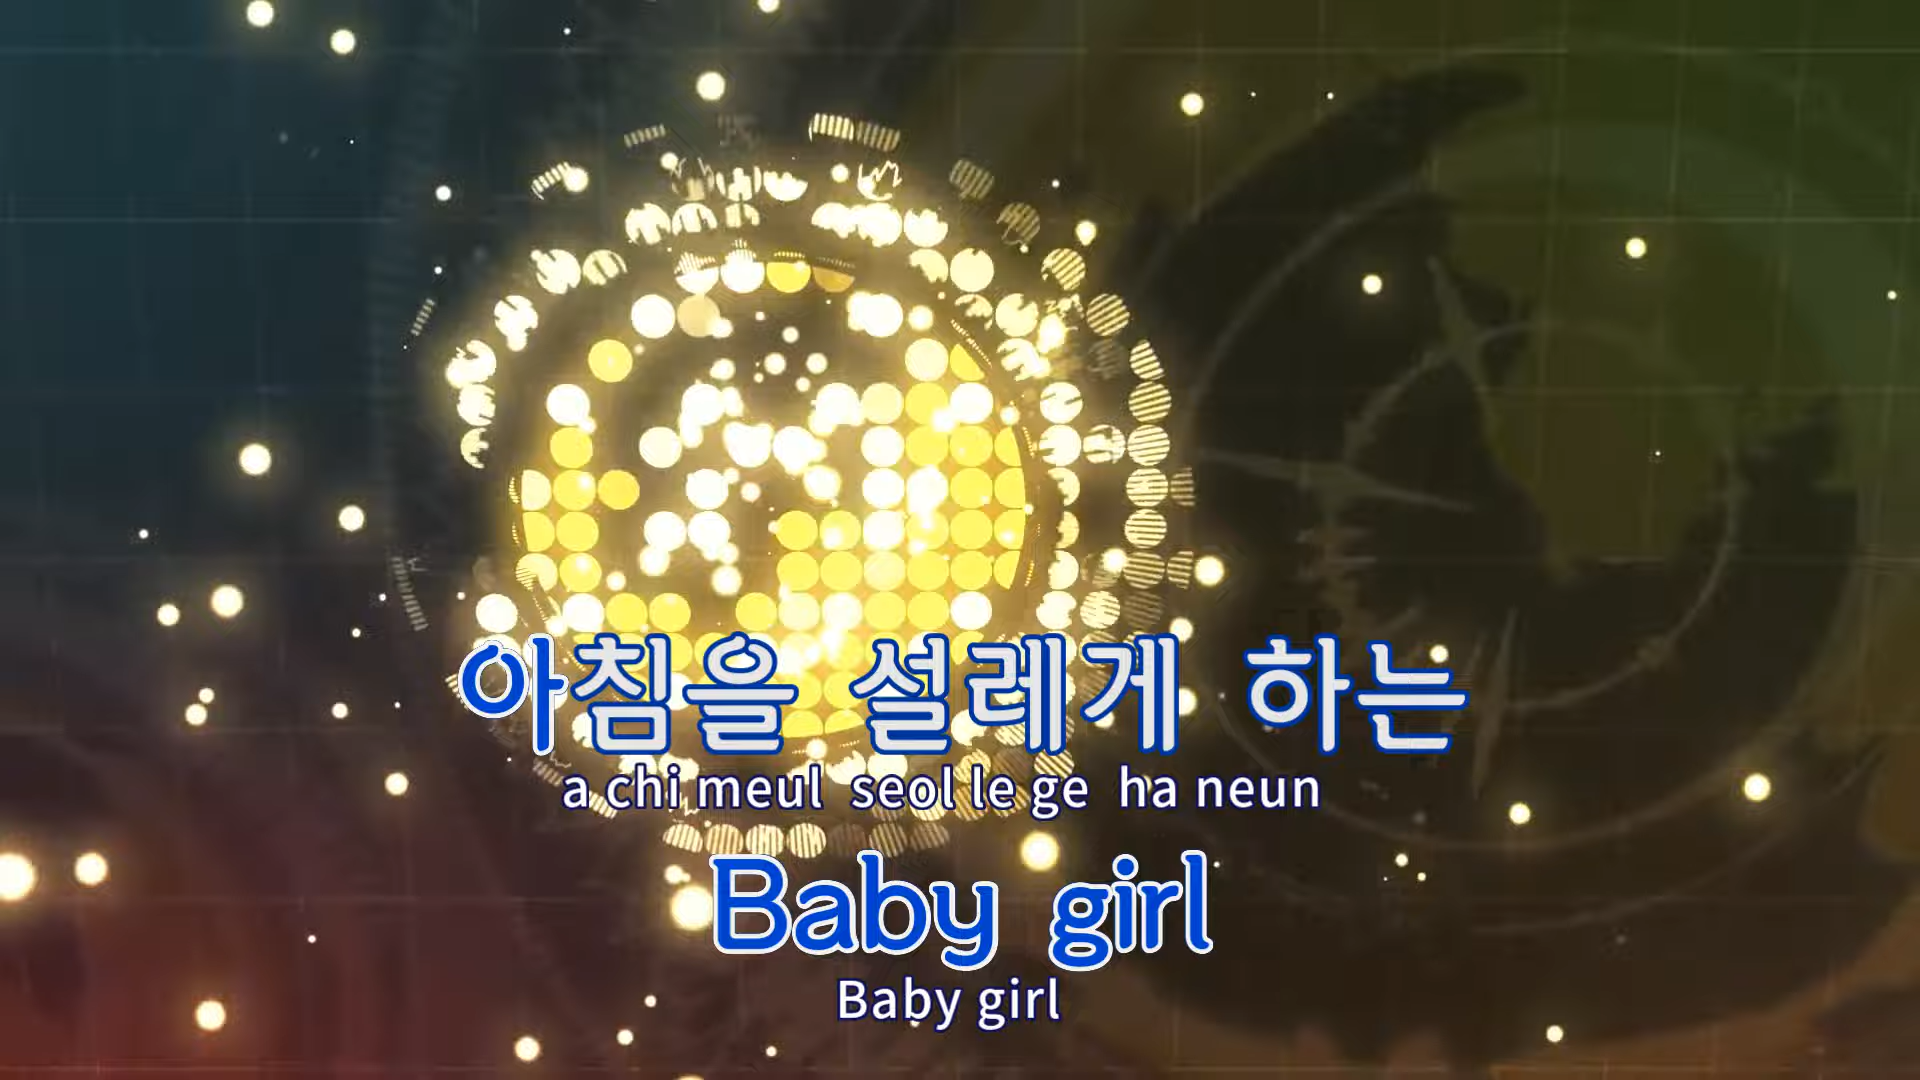 아침을 설레게 하는
a chi meul seol le ge ha neun
Baby girl
Baby girl